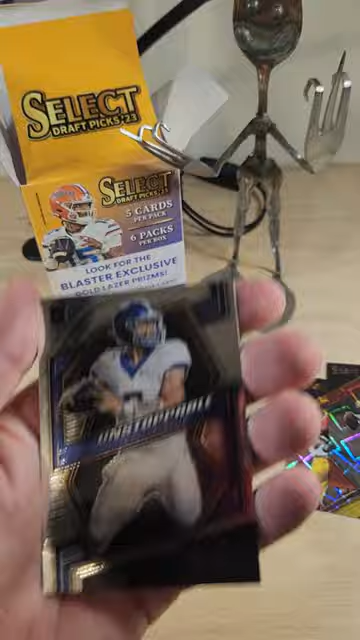 SELECT
DRAFT PICKS '23
SELECT
DRAFT PICKS '23
5 CARDS
PER PACK
6 PACKS
PER BOX
LOOK FOR THE
BLASTER EXCLUSIVE
GOLD LAZER PRIZMS!
UNSTOPPABLE